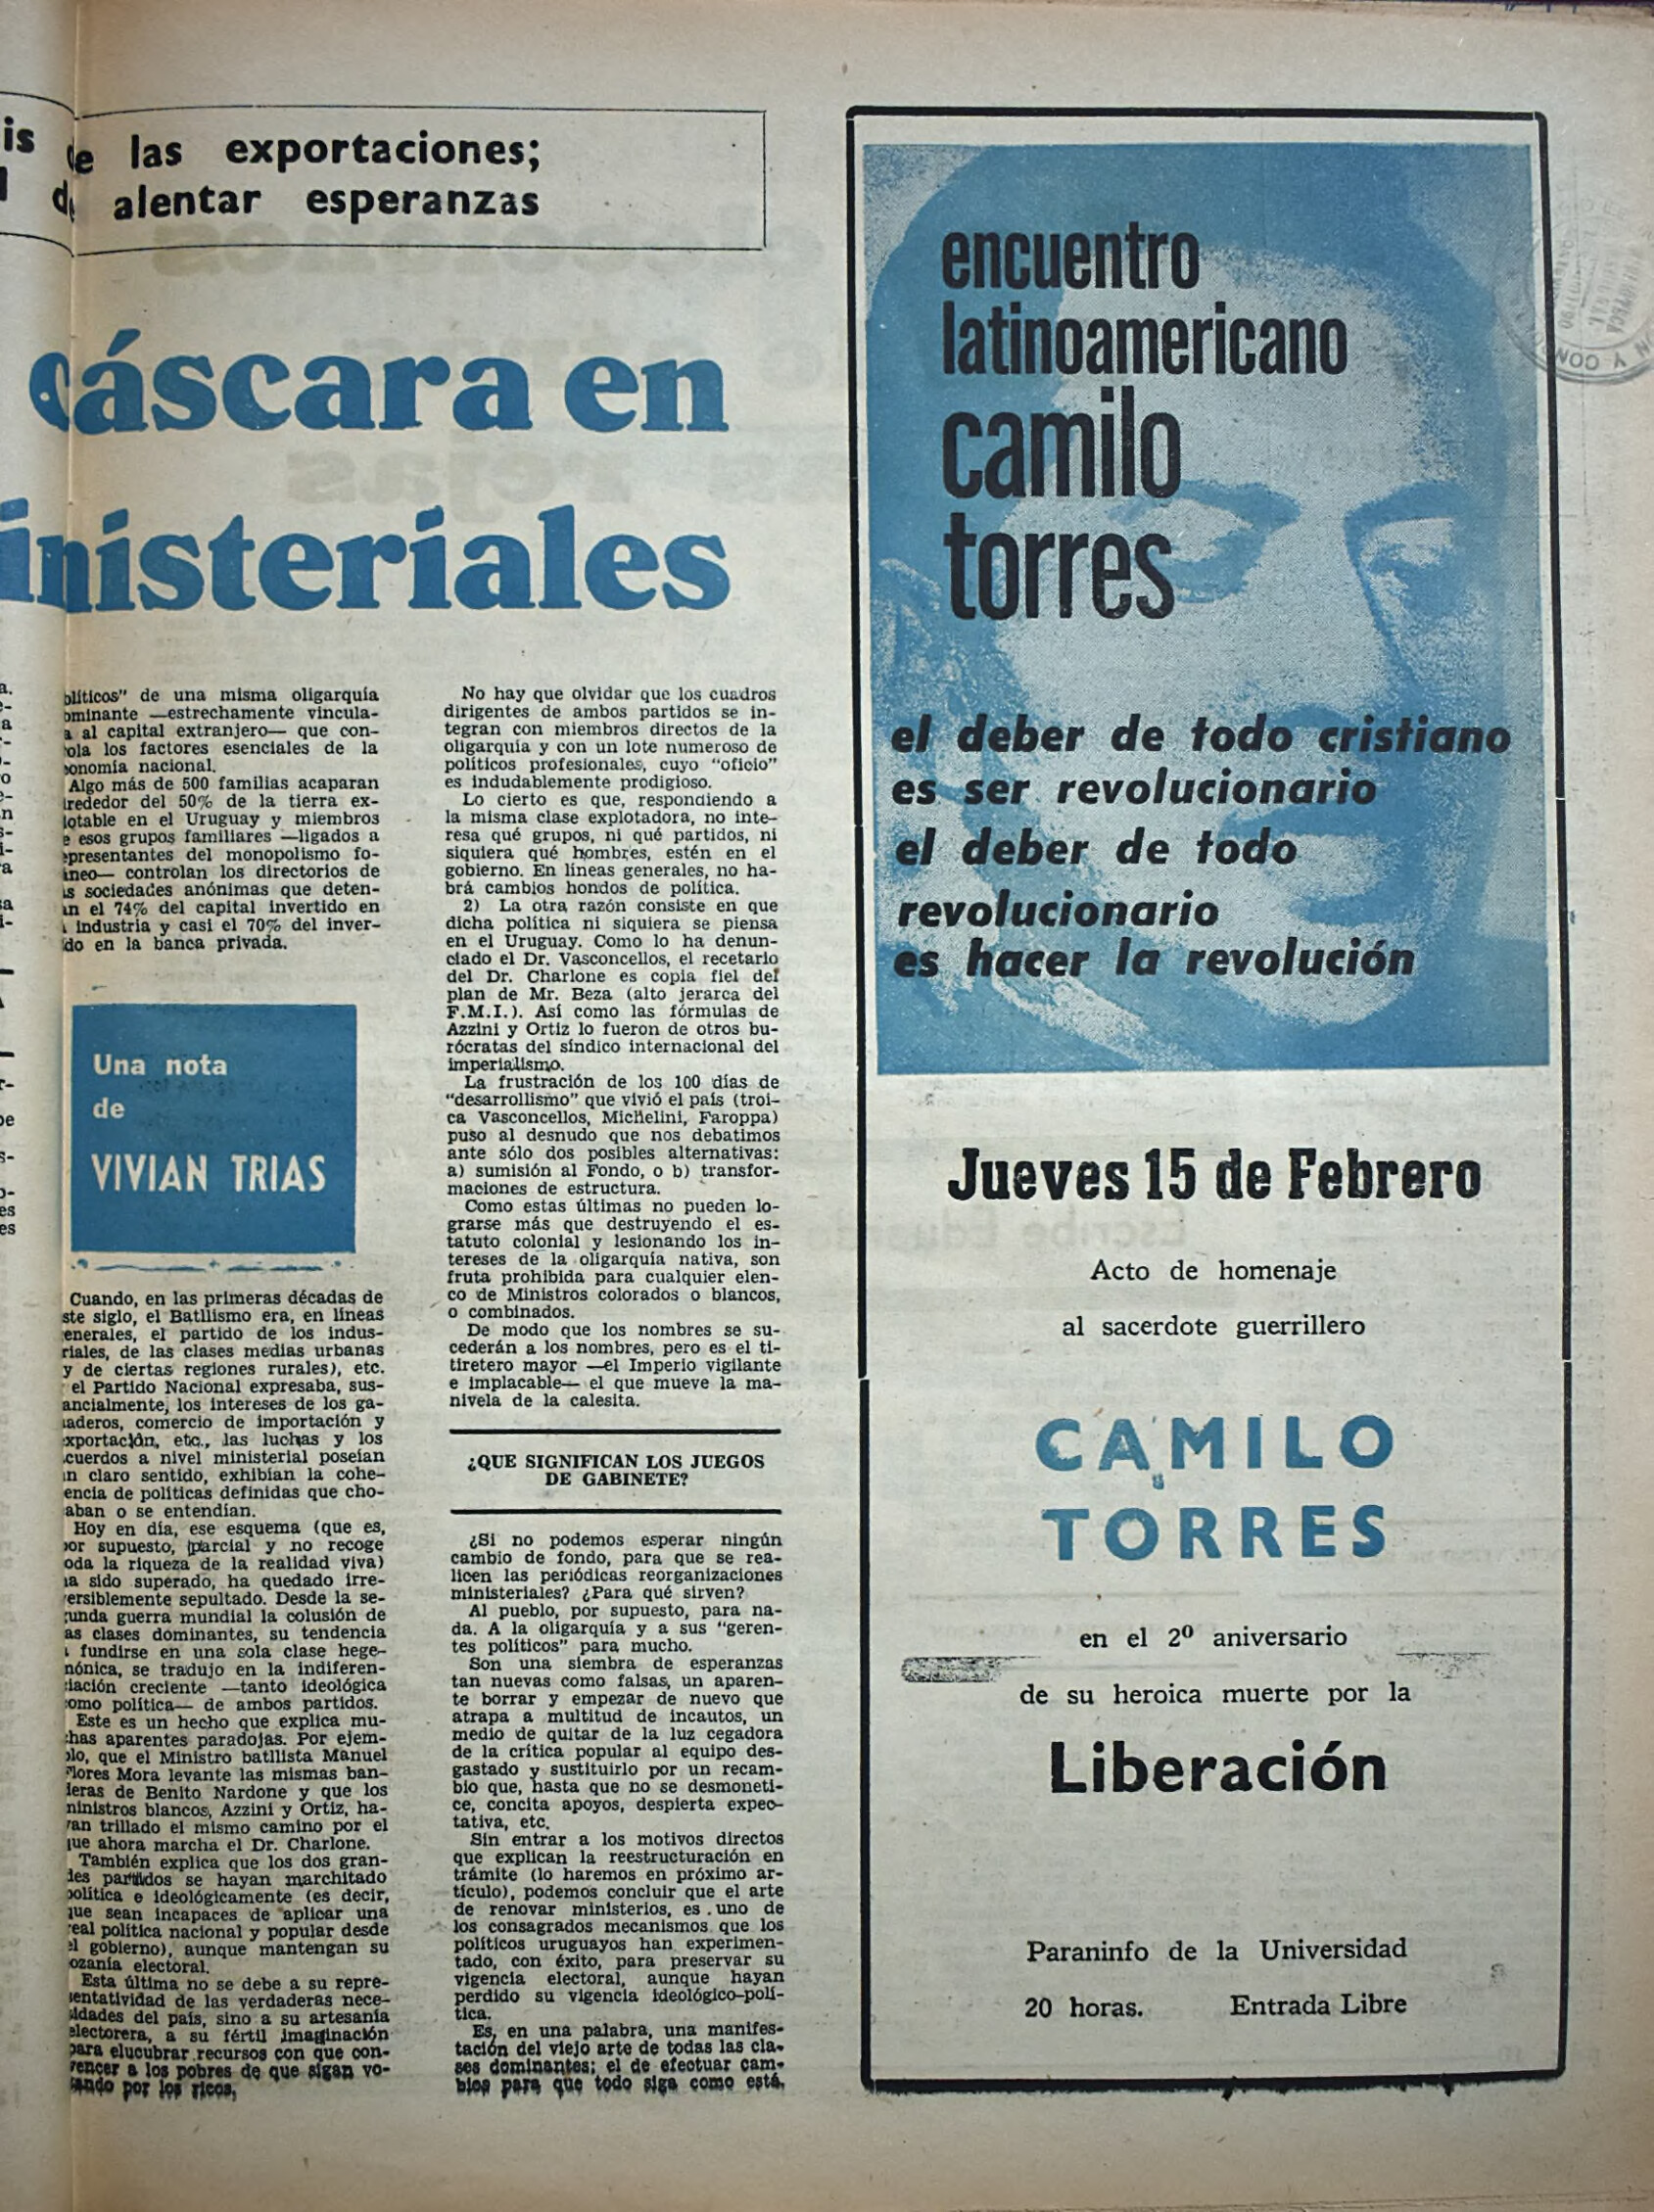 is de las exportaciones;
de alentar esperanzas
cáscara en
inisteriales
olíticos" de una misma oligarquía
ominante —estrechamente vincula-
a al capital extranjero— que con-
ola los factores esenciales de la
onomía nacional.
Algo más de 500 familias acaparan
lrededor del 50% de la tierra ex-
lotable en el Uruguay y miembros
e esos grupos familiares —ligados a
epresentantes del monopolismo fo-
áneo— controlan los directorios de
as sociedades anónimas que deten-
an el 74% del capital invertido en
a industria y casi el 70% del inver-
do en la banca privada.
Una nota
de
VIVIAN TRIAS
Cuando, en las primeras décadas de
ste siglo, el Batllismo era, en líneas
enerales, el partido de los indus-
riales, de las clases medias urbanas
y de ciertas regiones rurales), etc.
el Partido Nacional expresaba, sus-
ancialmente, los intereses de los ga-
aderos, comercio de importación y
xportación, etc., las luchas y los
cuerdos a nivel ministerial poseían
n claro sentido, exhibían la cohe-
encia de políticas definidas que cho-
aban o se entendían.
Hoy en día, ese esquema (que es,
or supuesto, parcial y no recoge
oda la riqueza de la realidad viva)
a sido superado, ha quedado irre-
versiblemente sepultado. Desde la se-
gunda guerra mundial la colusión de
as clases dominantes, su tendencia
a fundirse en una sola clase hege-
mónica, se tradujo en la indiferen-
ciación creciente —tanto ideológica
como política— de ambos partidos.
Este es un hecho que explica mu-
chas aparentes paradojas. Por ejem-
plo, que el Ministro batllista Manuel
Flores Mora levante las mismas ban-
deras de Benito Nardone y que los
ministros blancos, Azzini y Ortiz, ha-
yan trillado el mismo camino por el
que ahora marcha el Dr. Charlone.
También explica que los dos gran-
des partidos se hayan marchitado
política e ideológicamente (es decir,
que sean incapaces de aplicar una
real política nacional y popular desde
el gobierno), aunque mantengan su
lozanía electoral.
Esta última no se debe a su repre-
sentatividad de las verdaderas nece-
sidades del país, sino a su artesanía
electorera, a su fértil imaginación
para elucubrar recursos con que con-
vencer a los pobres de que sigan vo-
tando por los ricos.
No hay que olvidar que los cuadros
dirigentes de ambos partidos se in-
tegran con miembros directos de la
oligarquía y con un lote numeroso de
políticos profesionales, cuyo "oficio"
es indudablemente prodigioso.
Lo cierto es que, respondiendo a
la misma clase explotadora, no inte-
resa qué grupos, ni qué partidos, ni
siquiera qué hombres, estén en el
gobierno. En líneas generales, no ha-
brá cambios hondos de política.
2) La otra razón consiste en que
dicha política ni siquiera se piensa
en el Uruguay. Como lo ha denun-
ciado el Dr. Vasconcellos, el recetario
del Dr. Charlone es copia fiel del
plan de Mr. Beza (alto jerarca del
F.M.I.). Así como las fórmulas de
Azzini y Ortiz lo fueron de otros bu-
rócratas del síndico internacional del
imperialismo.
La frustración de los 100 días de
"desarrollismo" que vivió el país (troi-
ca Vasconcellos, Michelini, Faroppa)
puso al desnudo que nos debatimos
ante sólo dos posibles alternativas:
a) sumisión al Fondo, o b) transfor-
maciones de estructura.
Como estas últimas no pueden lo-
grarse más que destruyendo el es-
tatuto colonial y lesionando los in-
tereses de la oligarquía nativa, son
fruta prohibida para cualquier elen-
co de Ministros colorados o blancos,
o combinados.
De modo que los nombres se su-
cederán a los nombres, pero es el ti-
tiretero mayor —el Imperio vigilante
e implacable— el que mueve la ma-
nivela de la calesita.
¿QUE SIGNIFICAN LOS JUEGOS
DE GABINETE?
¿Si no podemos esperar ningún
cambio de fondo, para que se rea-
licen las periódicas reorganizaciones
ministeriales? ¿Para qué sirven?
Al pueblo, por supuesto, para na-
da. A la oligarquía y a sus "geren-
tes políticos" para mucho.
Son una siembra de esperanzas
tan nuevas como falsas, un aparen-
te borrar y empezar de nuevo que
atrapa a multitud de incautos, un
medio de quitar de la luz cegadora
de la crítica popular al equipo des-
gastado y sustituirlo por un recam-
bio que, hasta que no se desmoneti-
ce, concita apoyos, despierta expec-
tativa, etc.
Sin entrar a los motivos directos
que explican la reestructuración en
trámite (lo haremos en próximo ar-
tículo), podemos concluir que el arte
de renovar ministerios, es uno de
los consagrados mecanismos que los
políticos uruguayos han experimen-
tado, con éxito, para preservar su
vigencia electoral, aunque hayan
perdido su vigencia ideológico-polí-
tica.
Es, en una palabra, una manifes-
tación del viejo arte de todas las cla-
ses dominantes; el de efectuar cam-
bios para que todo siga como está.
encuentro
latinoamericano
camilo
torres
el deber de todo cristiano
es ser revolucionario
el deber de todo
revolucionario
es hacer la revolución
Jueves 15 de Febrero
Acto de homenaje
al sacerdote guerrillero
CAMILO
TORRES
en el 2º aniversario
de su heroica muerte por la
Liberación
Paraninfo de la Universidad
20 horas. Entrada Libre